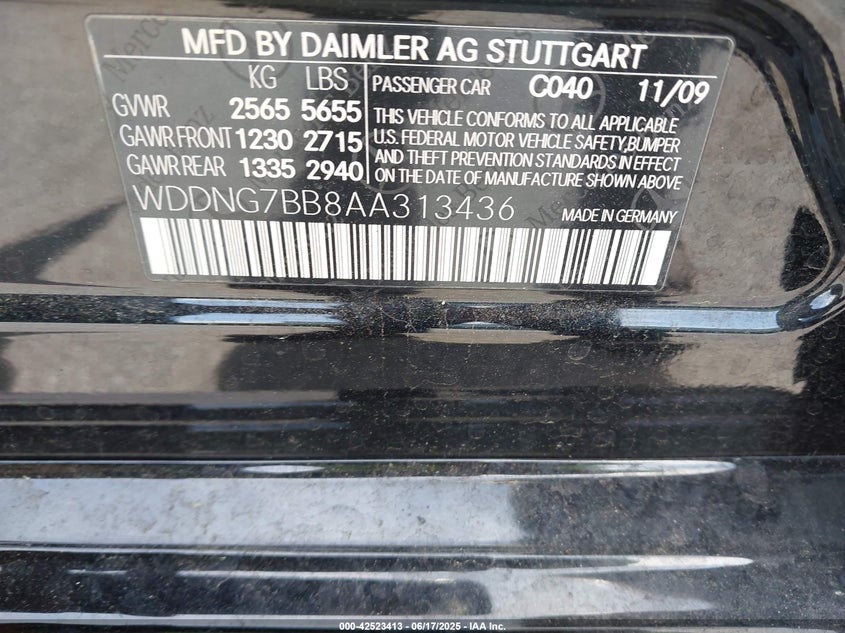 MFD BY DAIMLER AG STUTTGART
KG LBS
GVWR 2565 5655
GAWR FRONT 1230 2715
GAWR REAR 1335 2940
PASSENGER CAR C040 11/09
THIS VEHICLE CONFORMS TO ALL APPLICABLE
U.S. FEDERAL MOTOR VEHICLE SAFETY,BUMPER
AND THEFT PREVENTION STANDARDS IN EFFECT
ON THE DATE OF MANUFACTURE SHOWN ABOVE
WDDNG7BB8AA313436 MADE IN GERMANY
000-42523413 - 06/17/2025 - IAA Inc.